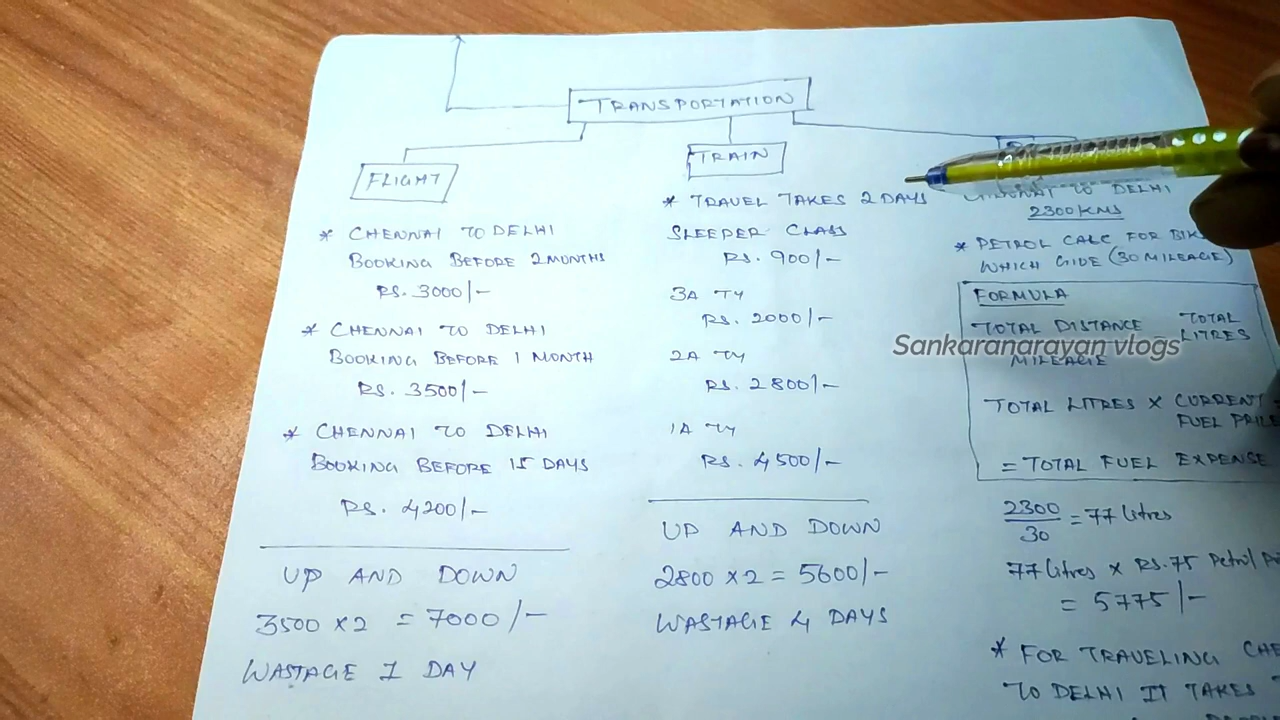 TRANSPORTATION
FLIGHT
* CHENNAI TO DELHI
BOOKING BEFORE 2 MONTHS
RS. 3000/-
* CHENNAI TO DELHI
BOOKING BEFORE 1 MONTH
RS. 3500/-
* CHENNAI TO DELHI
BOOKING BEFORE 15 DAYS
RS. 4200/-
UP AND DOWN
3500 x 2 = 7000/-
WASTAGE 1 DAY
TRAIN
* TRAVEL TAKES 2 DAYS
SLEEPER CLASS
RS. 900/-
3A TY
RS. 2000/-
2A TY
RS. 2800/-
1A TY
RS. 4500/-
UP AND DOWN
2800 x 2 = 5600/-
WASTAGE 4 DAYS
TO DELHI
2300 KMS
* PETROL CALC FOR
WHICH GIDE (30 MILEAGE)
FORMULA
TOTAL DISTANCE TOTAL
LITRES
MILEAGE
TOTAL LITRES x CURRENT
FUEL PRICE
= TOTAL FUEL EXPENSE
2300
30
= 77 litres
77 litres x RS. 75 Petrol
= 5775/-
* FOR TRAVELING
TO DELHI IT TAKES
Sankaranarayan vlogs